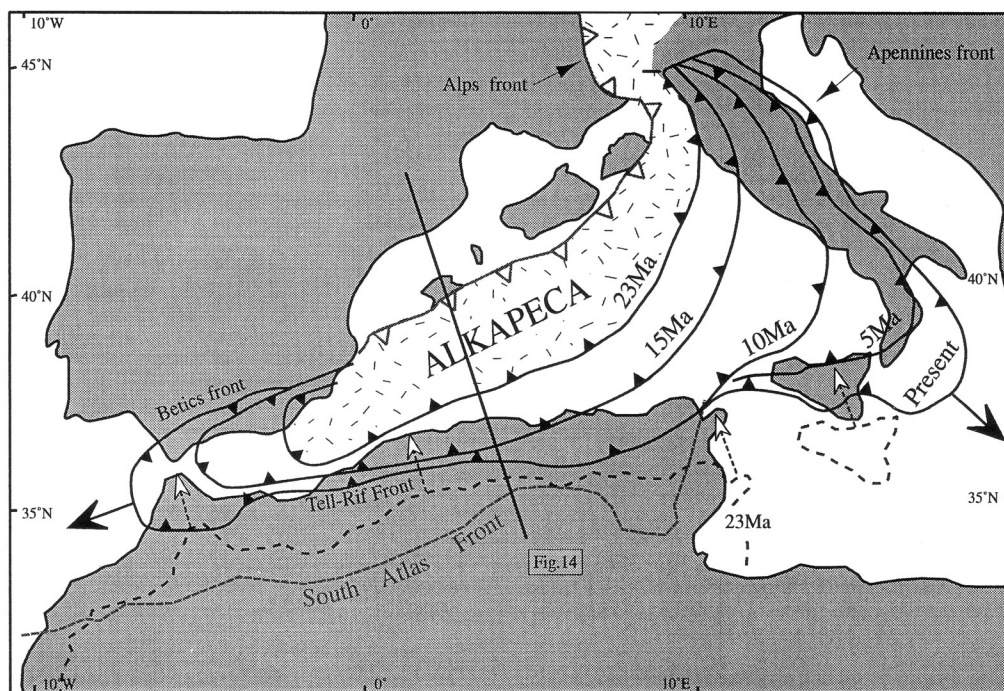 10°W
0°
10°E
45°N
Alps front
Apennines front
45°N
ALKAPECA
23Ma
15Ma
10Ma
5Ma
Present
40°N
40°N
Betics front
Tell-Rif Front
35°N
35°N
23Ma
Fig.14
South Atlas Front
10°W
0°
10°E